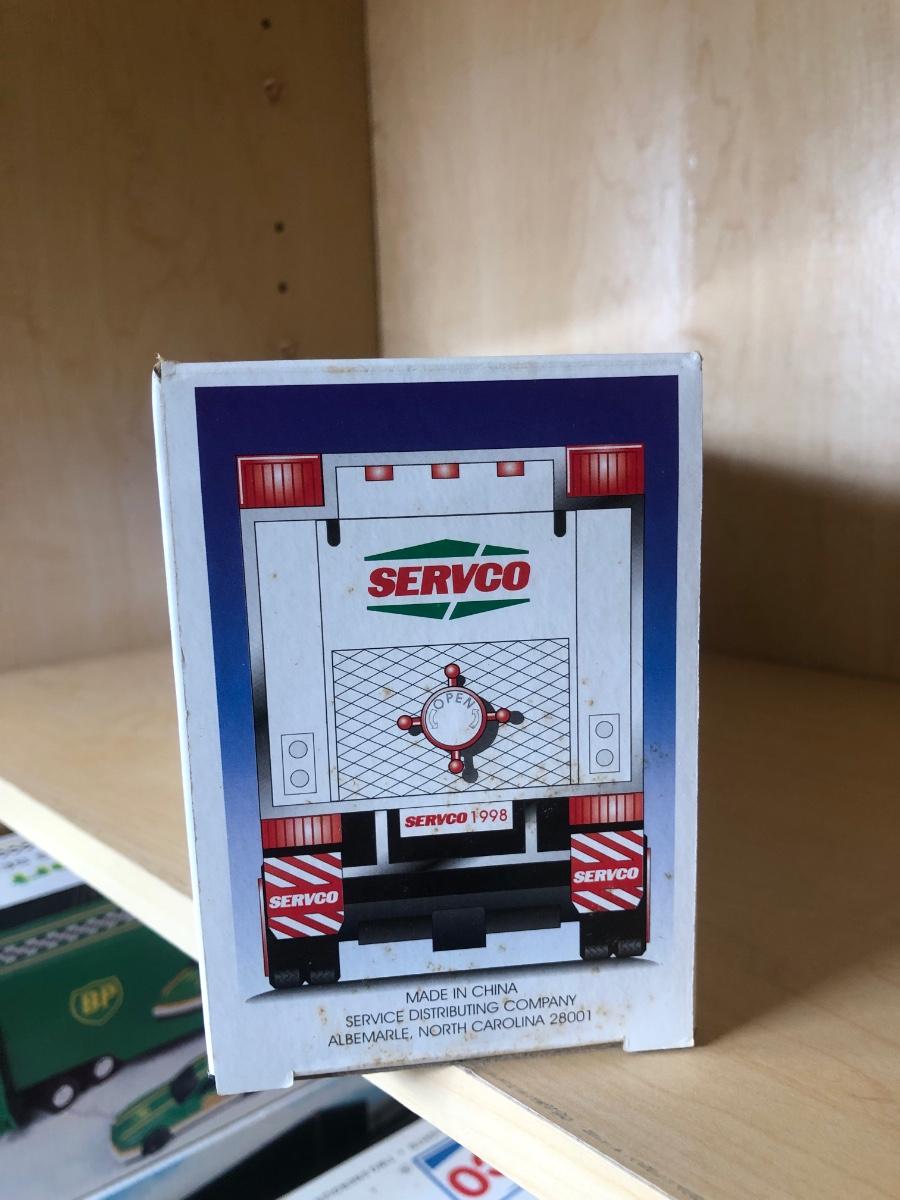 SERVCO
OPEN
SERVCO 1998
SERVCO
SERVCO
MADE IN CHINA
SERVICE DISTRIBUTING COMPANY
ALBEMARLE, NORTH CAROLINA 28001
BP